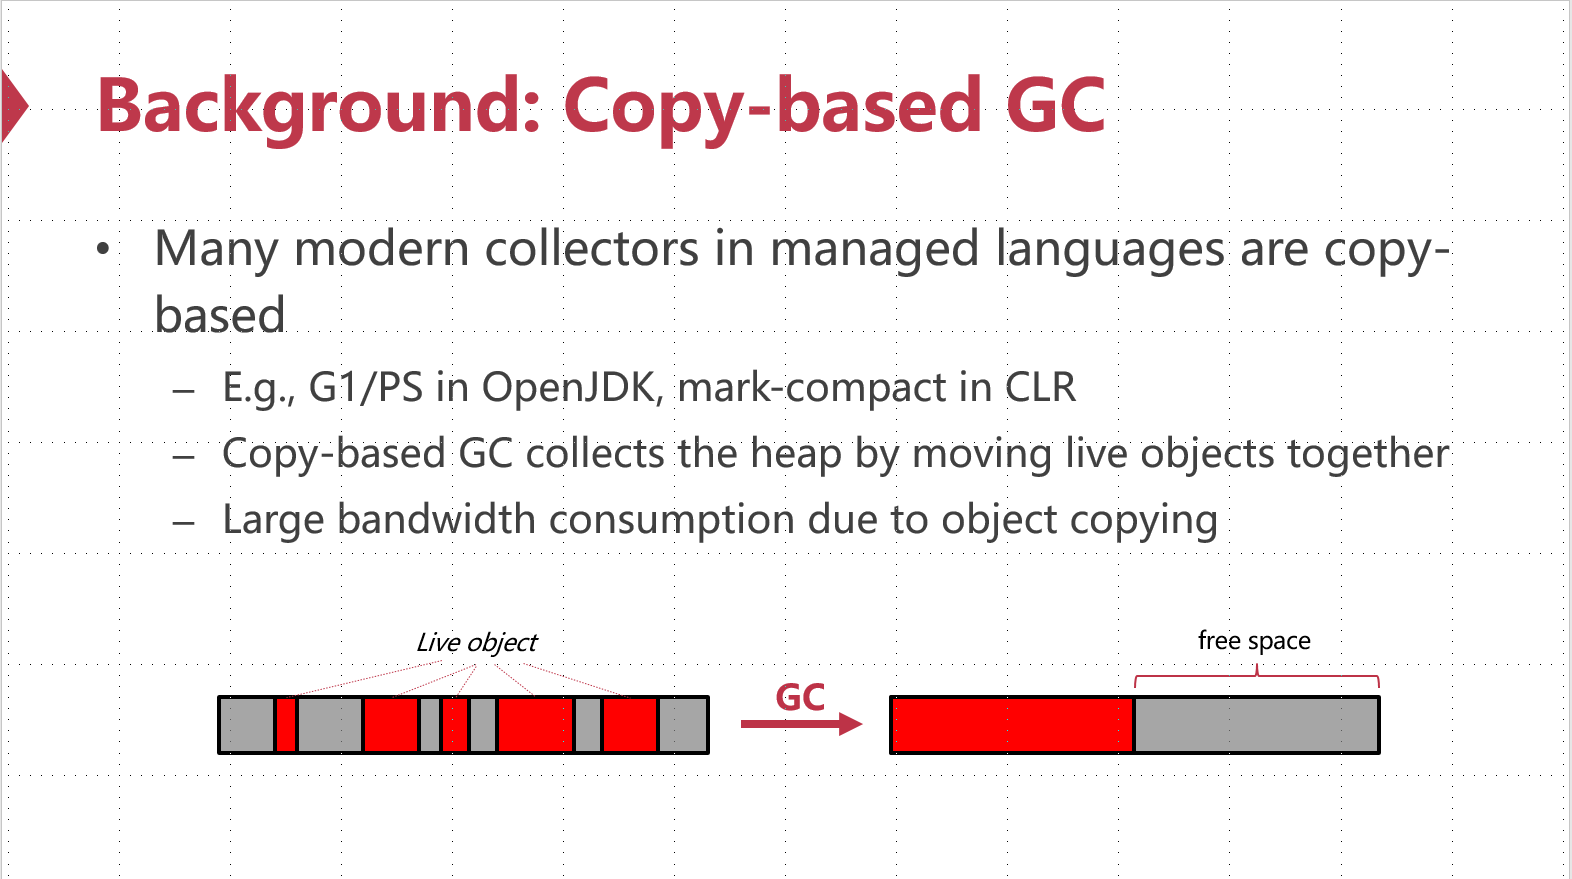 Background: Copy-based GC
• Many modern collectors in managed languages are copy-
based
– E.g., G1/PS in OpenJDK, mark-compact in CLR
– Copy-based GC collects the heap by moving live objects together
– Large bandwidth consumption due to object copying
Live object
free space
GC